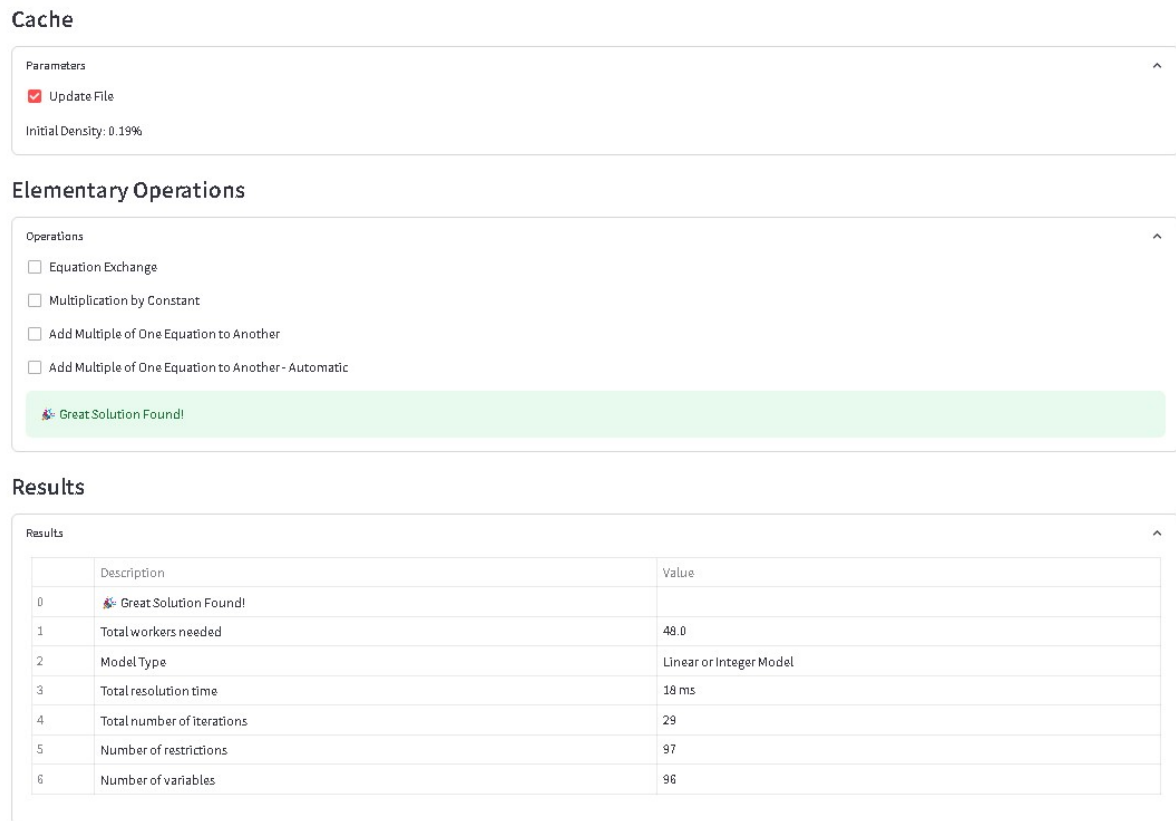 Cache
Parameters
Update File
Initial Density: 0.19%
Elementary Operations
Operations
Equation Exchange
Multiplication by Constant
Add Multiple of One Equation to Another
Add Multiple of One Equation to Another - Automatic
🎉 Great Solution Found!
Results
Results
Description Value
0 🎉 Great Solution Found!
1 Total workers needed 48.0
2 Model Type Linear or Integer Model
3 Total resolution time 18 ms
4 Total number of iterations 29
5 Number of restrictions 97
6 Number of variables 96